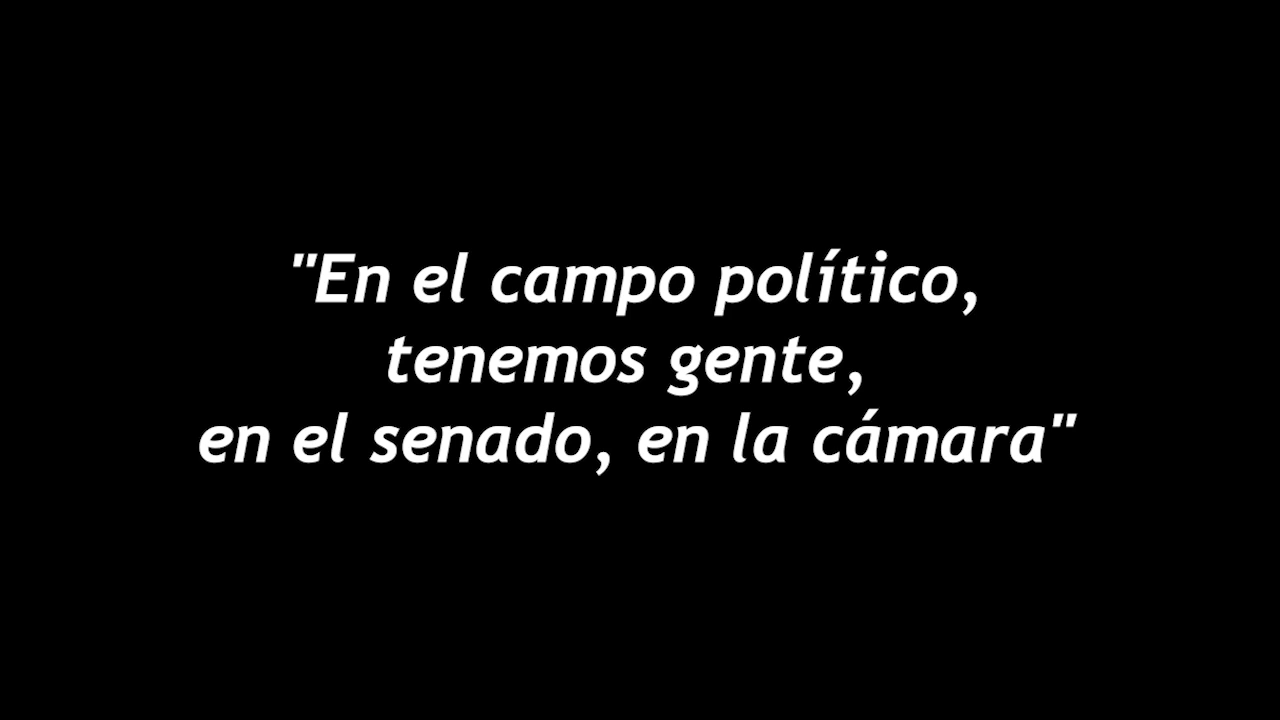 "En el campo político,
tenemos gente,
en el senado, en la cámara"